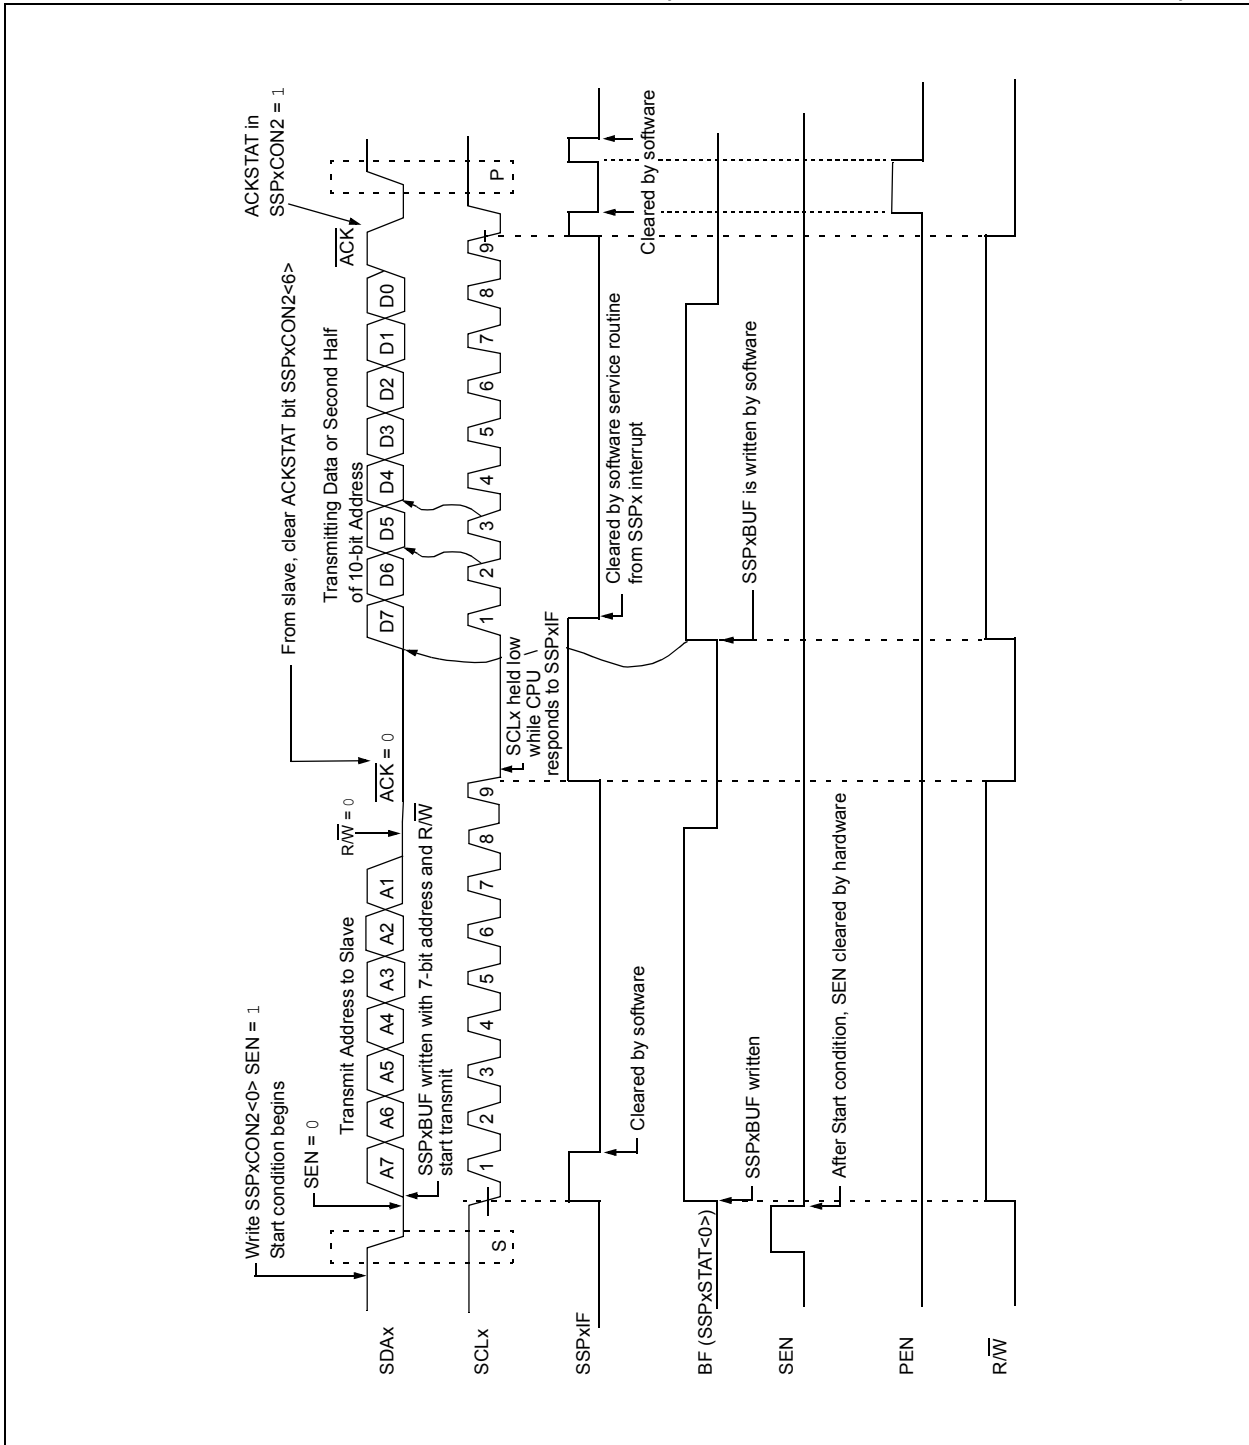 Write SSPxCON2<0> SEN = 1
Start condition begins
From slave, clear ACKSTAT bit SSPxCON2<6>
ACKSTAT in
SSPxCON2 = 1
SEN = 0
Transmit Address to Slave
R/W = 0
ACK = 0
Transmitting Data or Second Half
of 10-bit Address
ACK
SDAx
A7 A6 A5 A4 A3 A2 A1
D7 D6 D5 D4 D3 D2 D1 D0
SSPxBUF written with 7-bit address and R/W
start transmit
SCLx
S
1 2 3 4 5 6 7 8 9
1 2 3 4 5 6 7 8 9
P
SCLx held low
while CPU
responds to SSPxIF
SSPxIF
Cleared by software
Cleared by software service routine
from SSPx interrupt
Cleared by software
BF (SSPxSTAT<0>)
SSPxBUF written
SSPxBUF is written by software
SEN
After Start condition, SEN cleared by hardware
PEN
R/W